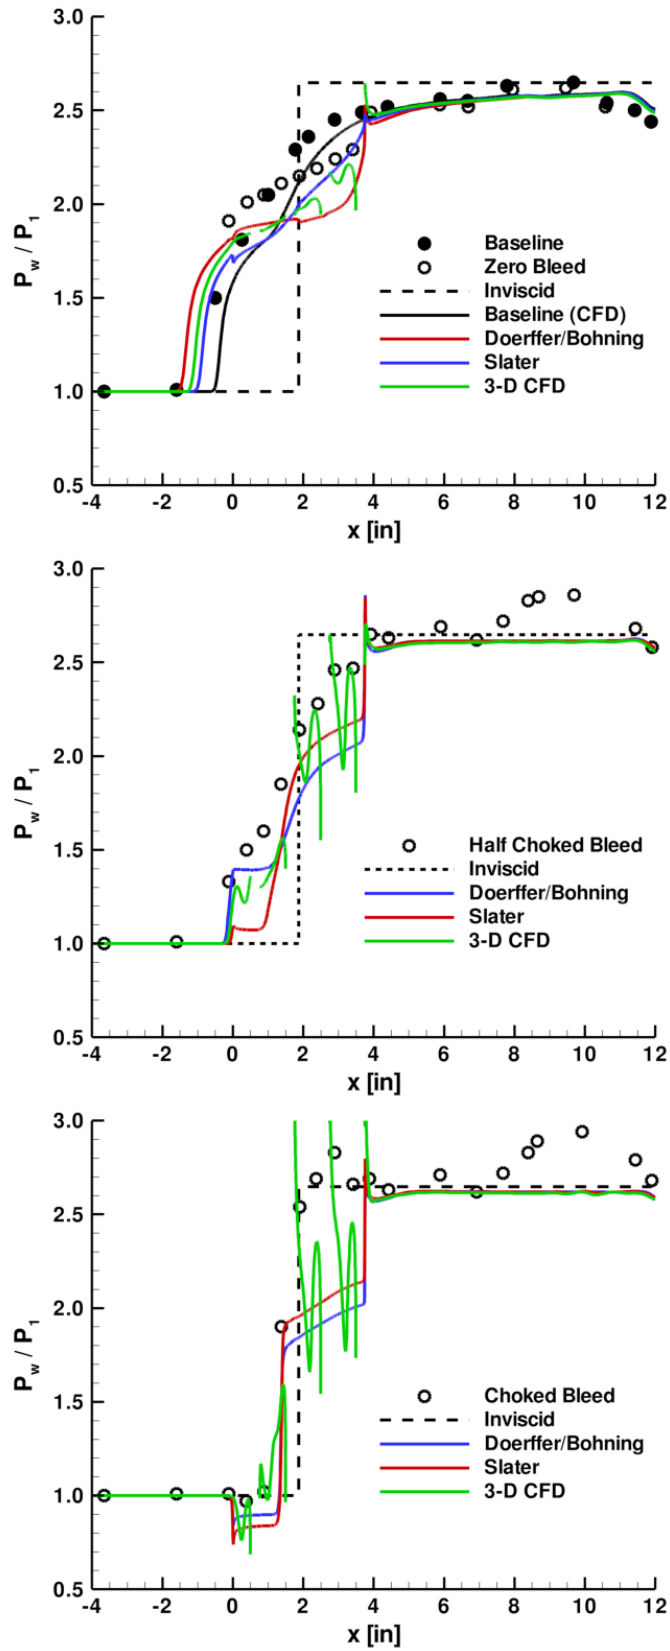 3.0
2.5
2.0
1.5
1.0
0.5
P_w / P_1
Baseline
Zero Bleed
Inviscid
Baseline (CFD)
Doerffer/Bohning
Slater
3-D CFD
-4 -2 0 2 4 6 8 10 12
x [in]
3.0
2.5
2.0
1.5
1.0
0.5
P_w / P_1
Half Choked Bleed
Inviscid
Doerffer/Bohning
Slater
3-D CFD
-4 -2 0 2 4 6 8 10 12
x [in]
3.0
2.5
2.0
1.5
1.0
0.5
P_w / P_1
Choked Bleed
Inviscid
Doerffer/Bohning
Slater
3-D CFD
-4 -2 0 2 4 6 8 10 12
x [in]